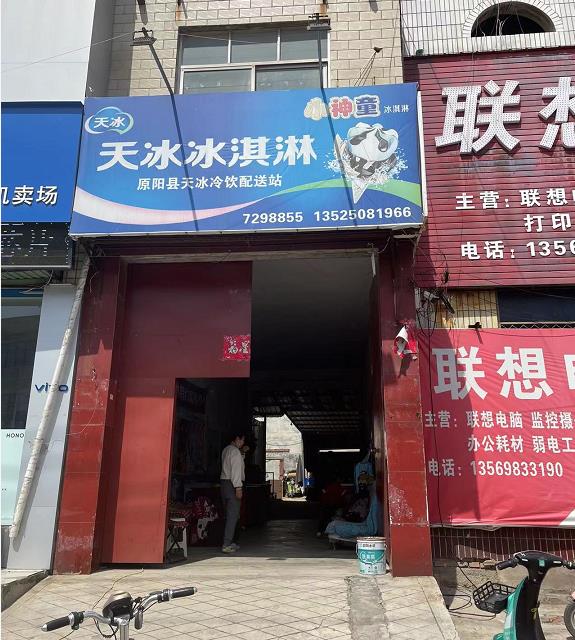 天冰
小神童 冰淇淋
天冰冰淇淋
原阳县天冰冷饮配送站
7298855 13525081966
机卖场
vivo
HONO
联想
主营：联想
打印
电话：1356
联想
主营：联想电脑 监控摄
办公耗材 弱电工
电话：13569833190